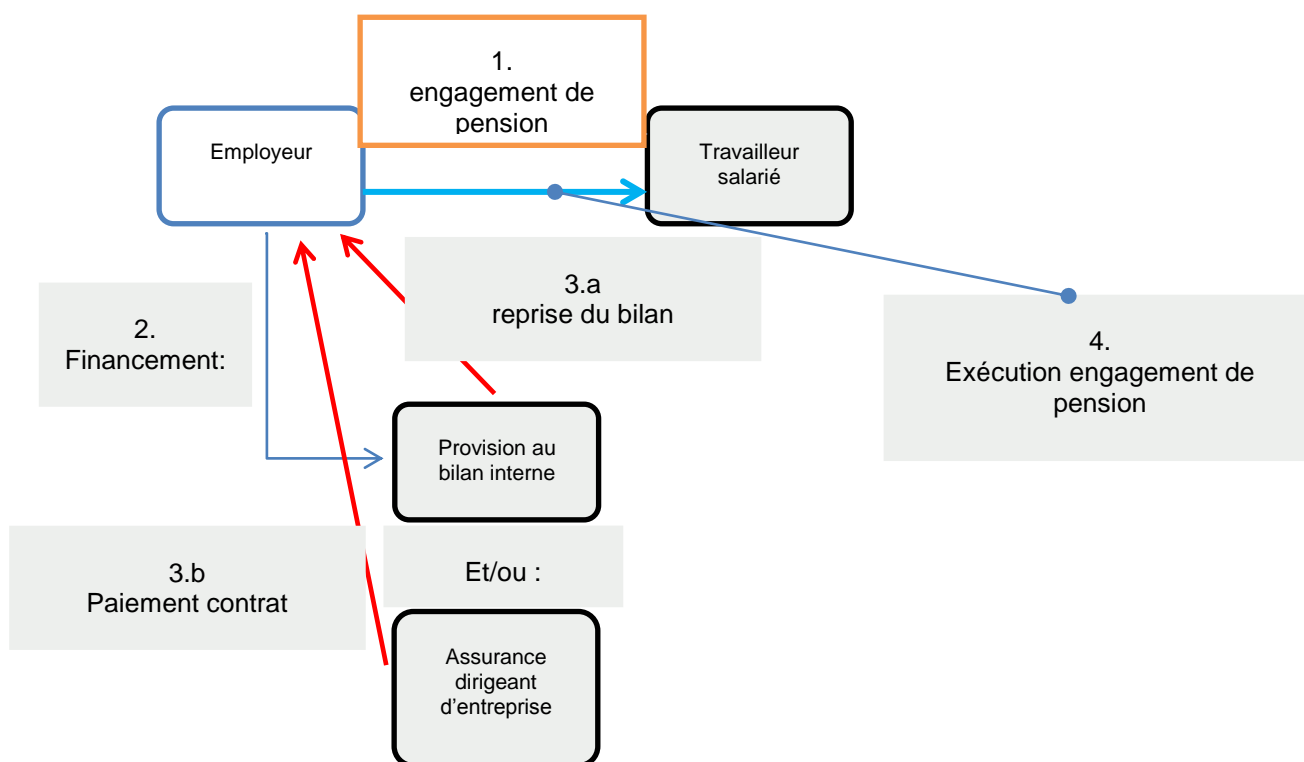 1.
engagement de
pension
Employeur
Travailleur
salarié
2.
Financement:
3.a
reprise du bilan
4.
Exécution engagement de
pension
Provision au
bilan interne
3.b
Paiement contrat
Et/ou :
Assurance
dirigeant
d’entreprise